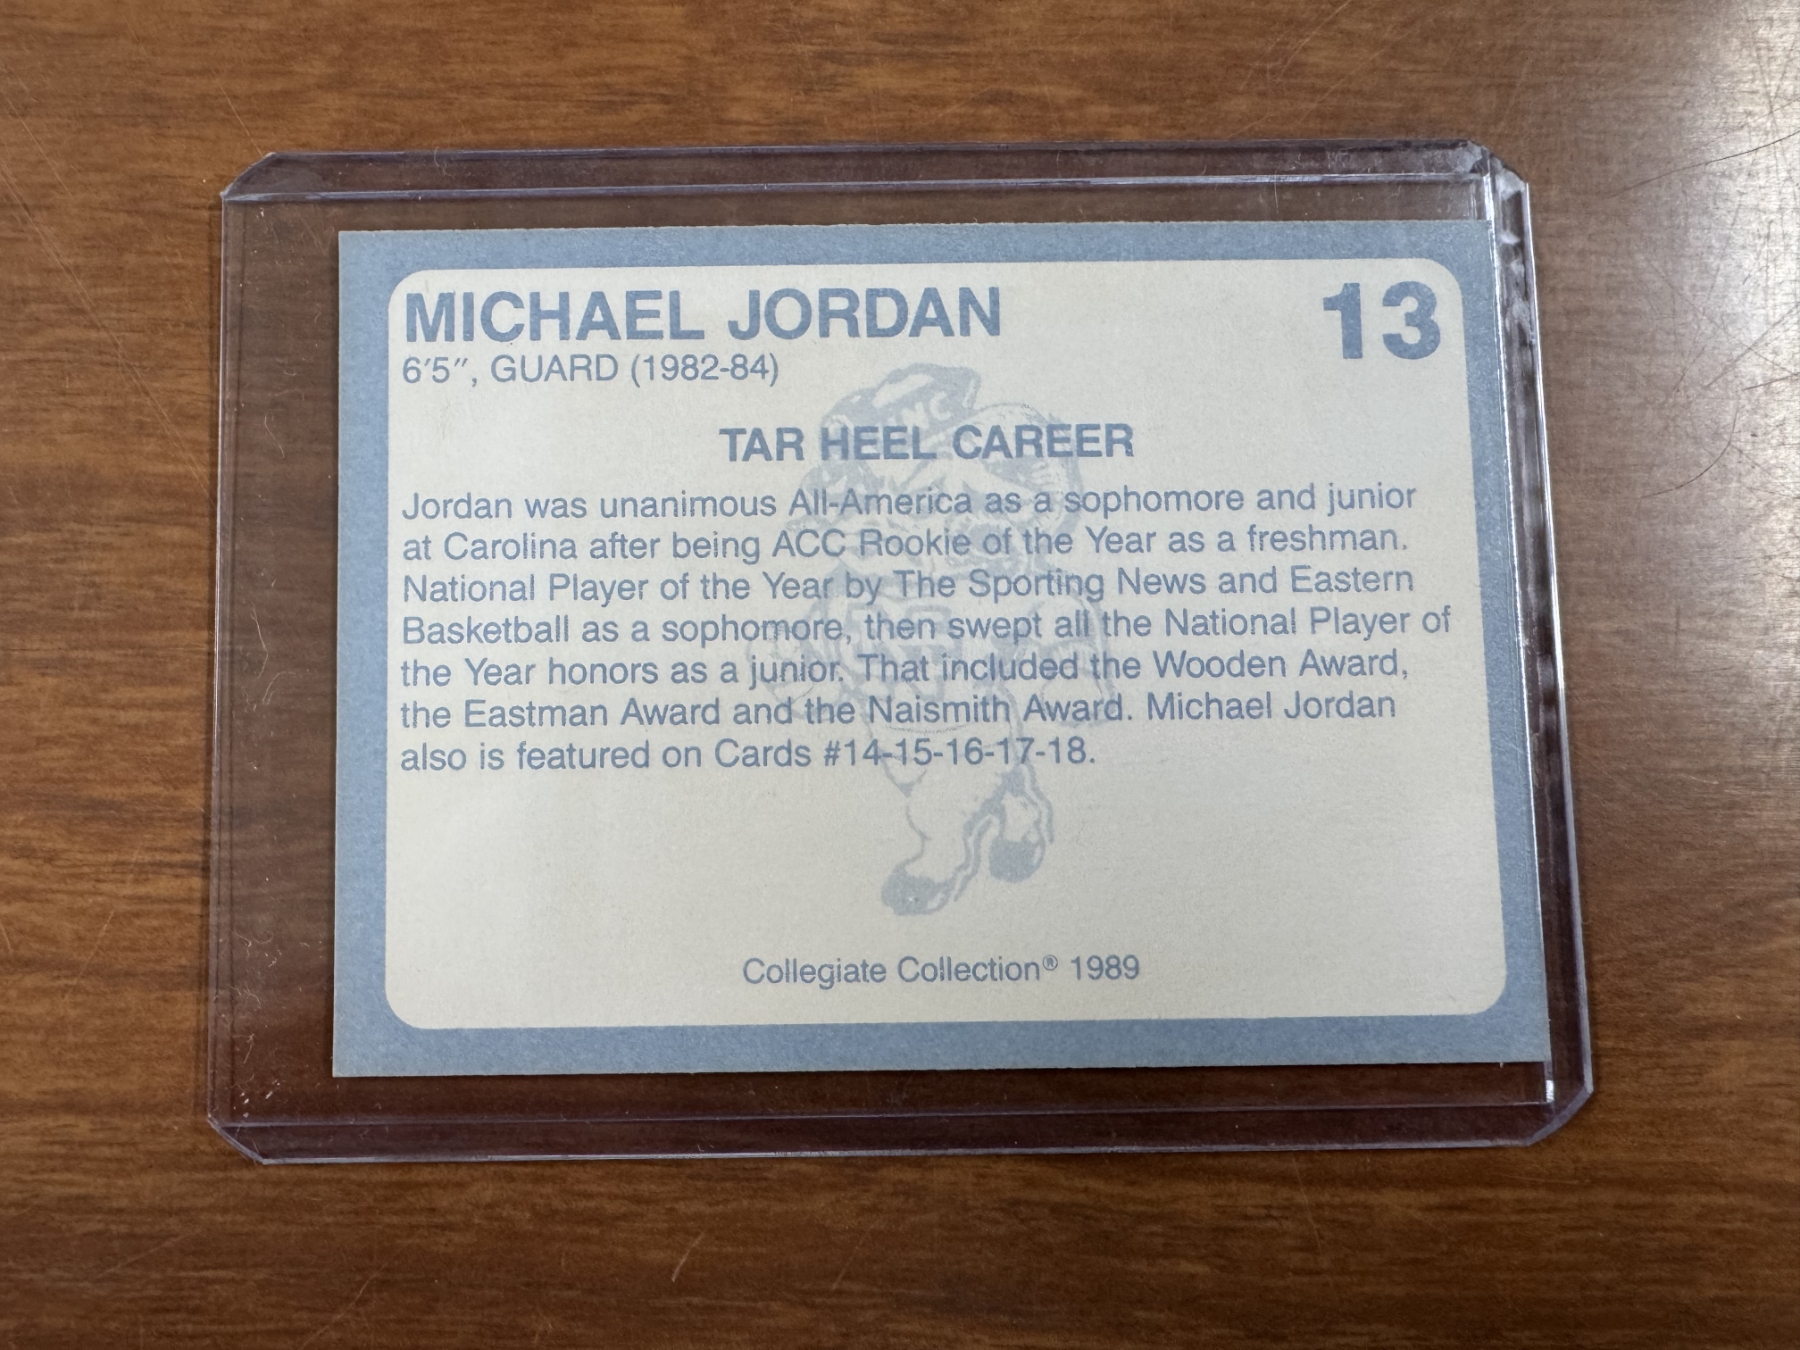 MICHAEL JORDAN
13
6'5", GUARD (1982-84)
UNC
TAR HEEL CAREER
Jordan was unanimous All-America as a sophomore and junior
at Carolina after being ACC Rookie of the Year as a freshman.
National Player of the Year by The Sporting News and Eastern
Basketball as a sophomore, then swept all the National Player of
the Year honors as a junior. That included the Wooden Award,
the Eastman Award and the Naismith Award. Michael Jordan
also is featured on Cards #14-15-16-17-18.
Collegiate Collection® 1989